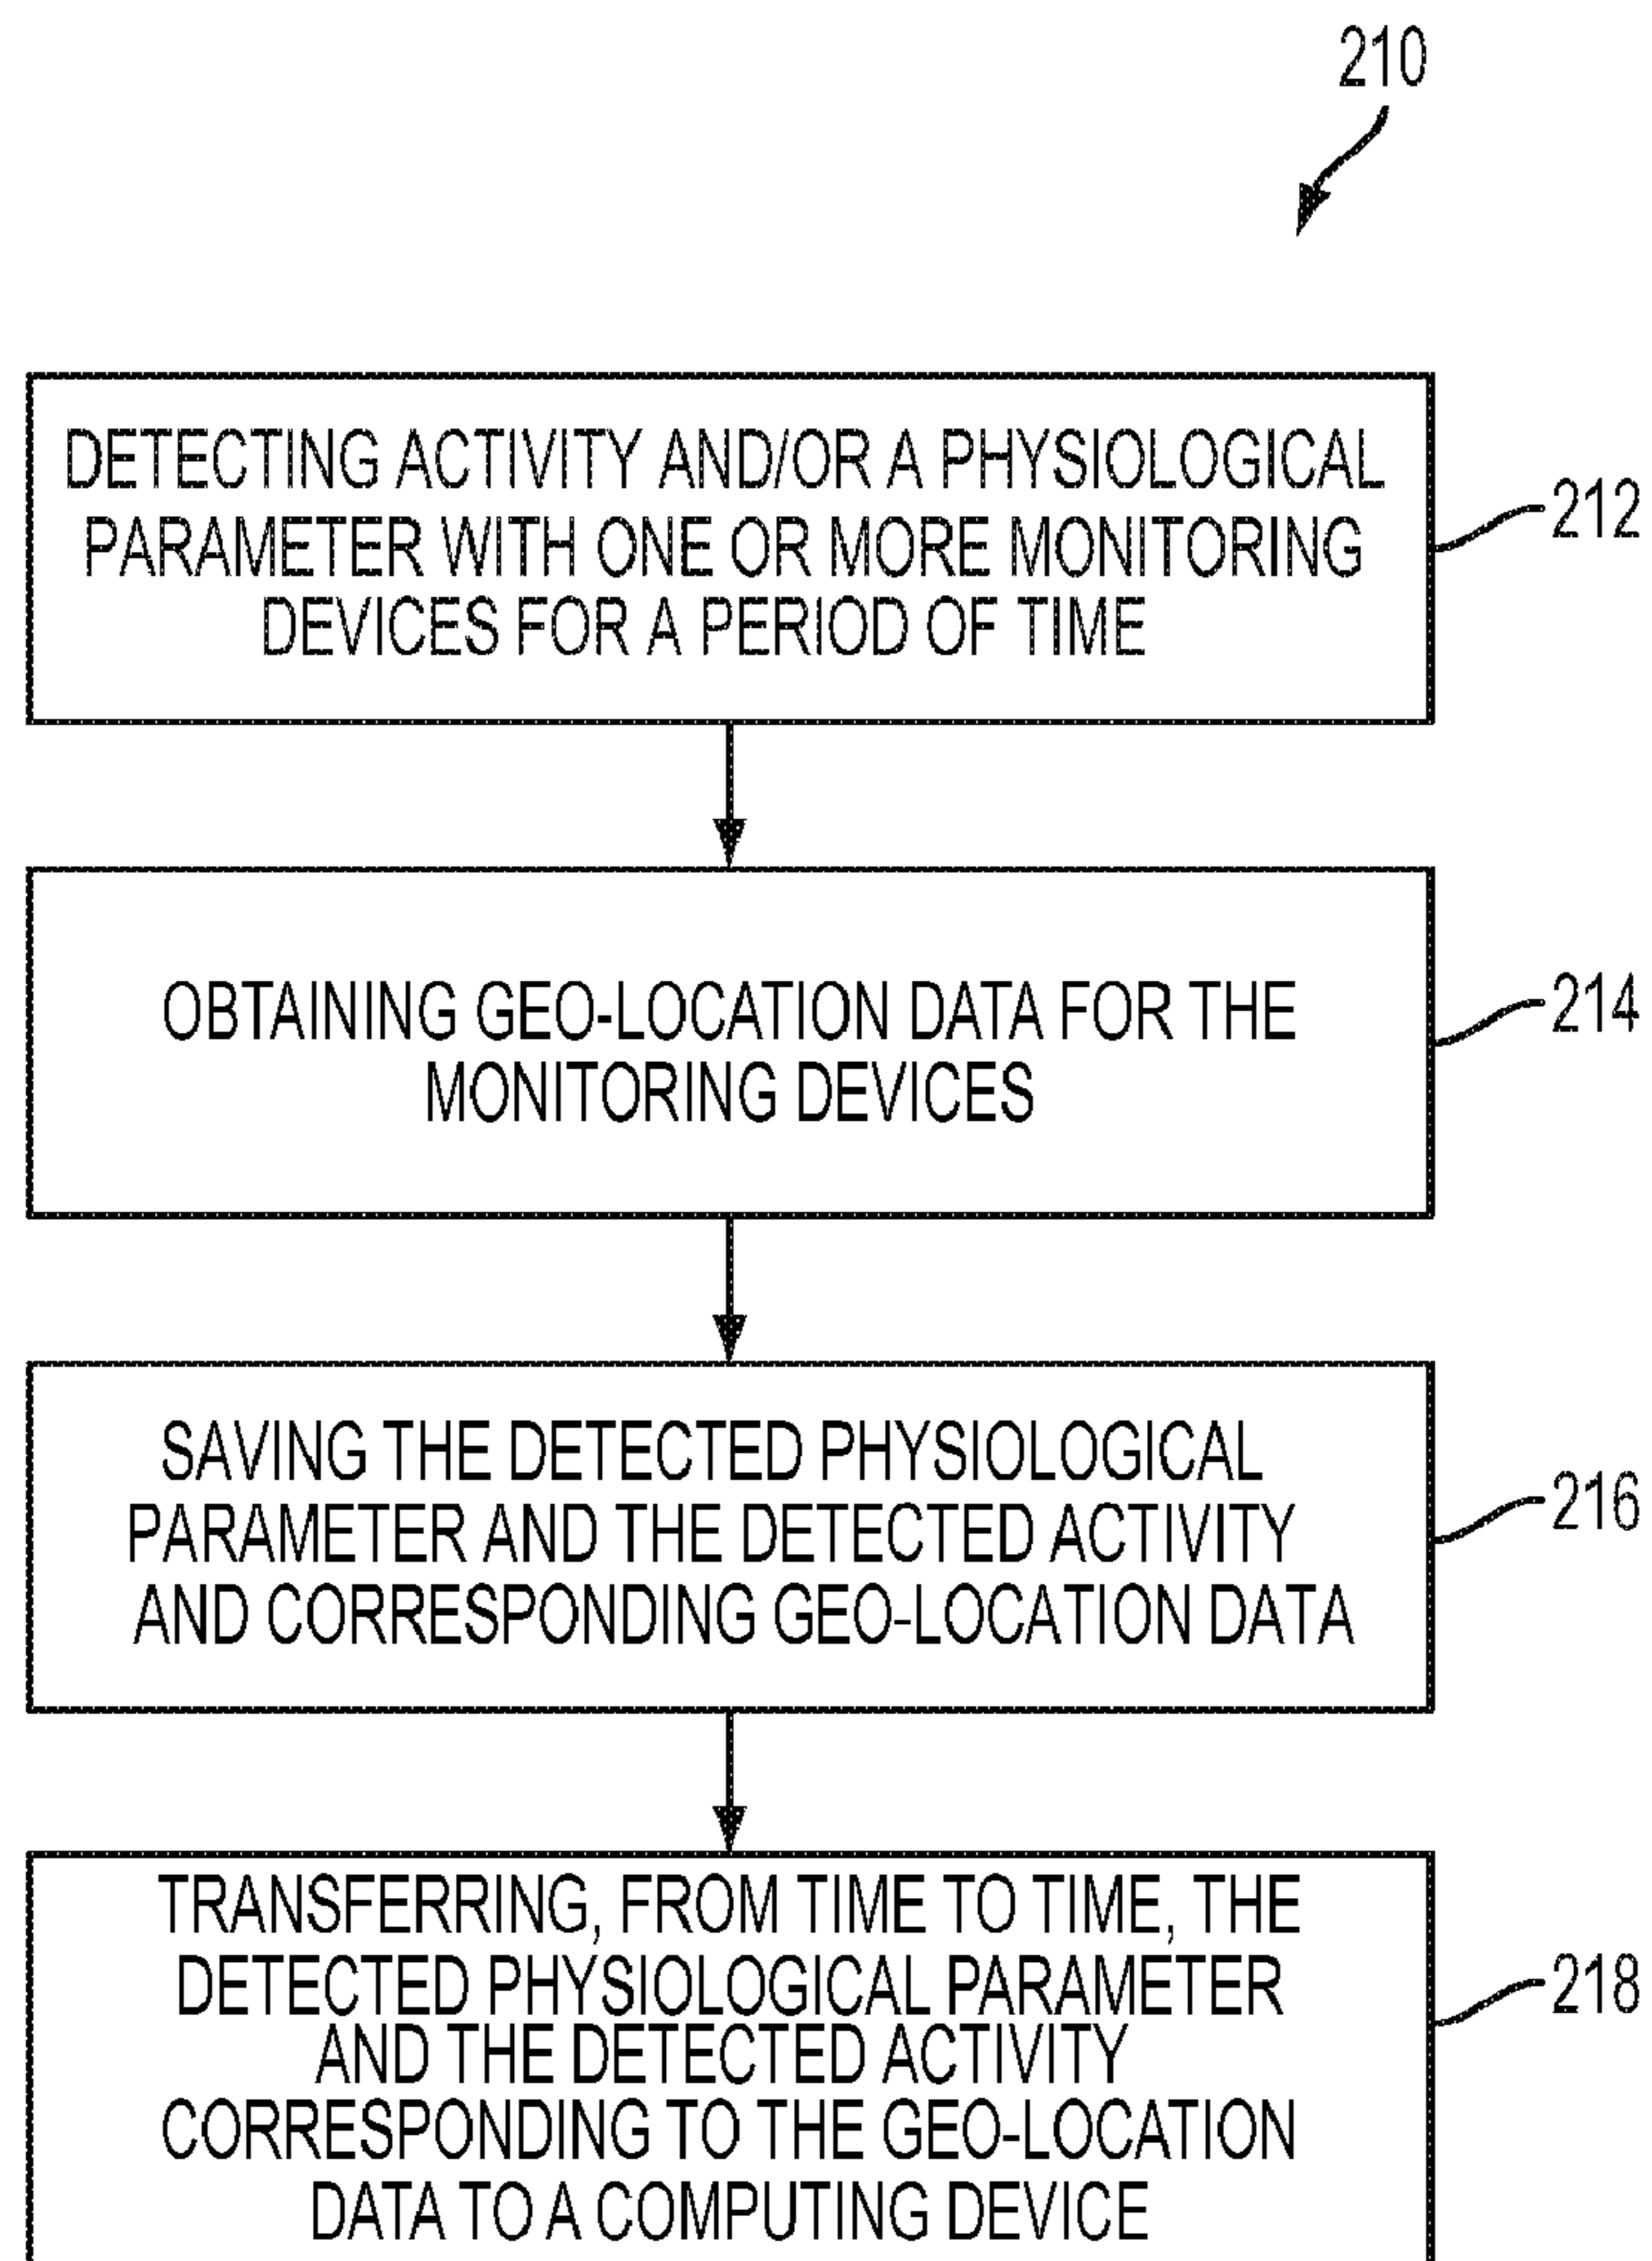 210
DETECTING ACTIVITY AND/OR A PHYSIOLOGICAL
PARAMETER WITH ONE OR MORE MONITORING
DEVICES FOR A PERIOD OF TIME
212
OBTAINING GEO-LOCATION DATA FOR THE
MONITORING DEVICES
214
SAVING THE DETECTED PHYSIOLOGICAL
PARAMETER AND THE DETECTED ACTIVITY
AND CORRESPONDING GEO-LOCATION DATA
216
TRANSFERRING, FROM TIME TO TIME, THE
DETECTED PHYSIOLOGICAL PARAMETER
AND THE DETECTED ACTIVITY
CORRESPONDING TO THE GEO-LOCATION
DATA TO A COMPUTING DEVICE
218